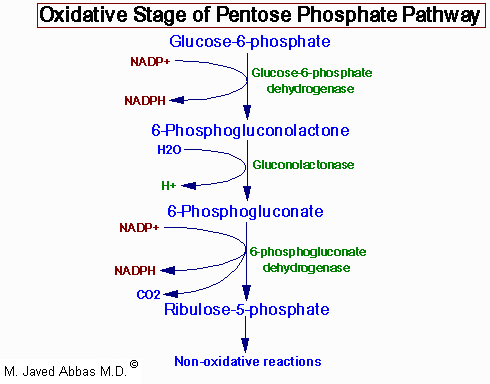 Oxidative Stage of Pentose Phosphate Pathway
Glucose-6-phosphate
NADP+
Glucose-6-phosphate
dehydrogenase
NADPH
6-Phosphogluconolactone
H2O
Gluconolactonase
H+
6-Phosphogluconate
NADP+
6-phosphogluconate
dehydrogenase
NADPH
CO2
Ribulose-5-phosphate
Non-oxidative reactions
M. Javed Abbas M.D. ©